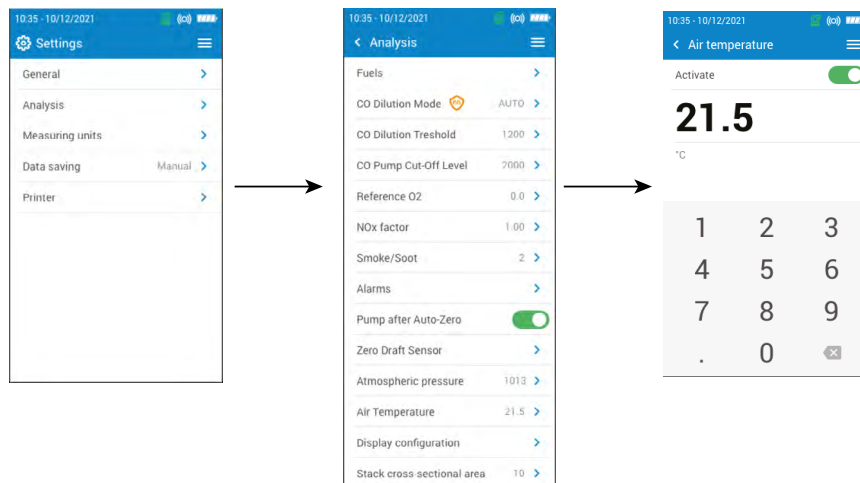 10:35 - 10/12/2021
Settings
General
Analysis
Measuring units
Data saving Manual
Printer
10:35 - 10/12/2021
Analysis
Fuels
CO Dilution Mode AUTO
CO Dilution Treshold 1200
CO Pump Cut-Off Level 2000
Reference O2 0.0
NOx factor 1.00
Smoke/Soot 2
Alarms
Pump after Auto-Zero
Zero Draft Sensor
Atmospheric pressure 1013
Air Temperature 21.5
Display configuration
Stack cross sectional area 10
10:35 - 10/12/2021
Air temperature
Activate
21.5
°C
1 2 3
4 5 6
7 8 9
. 0